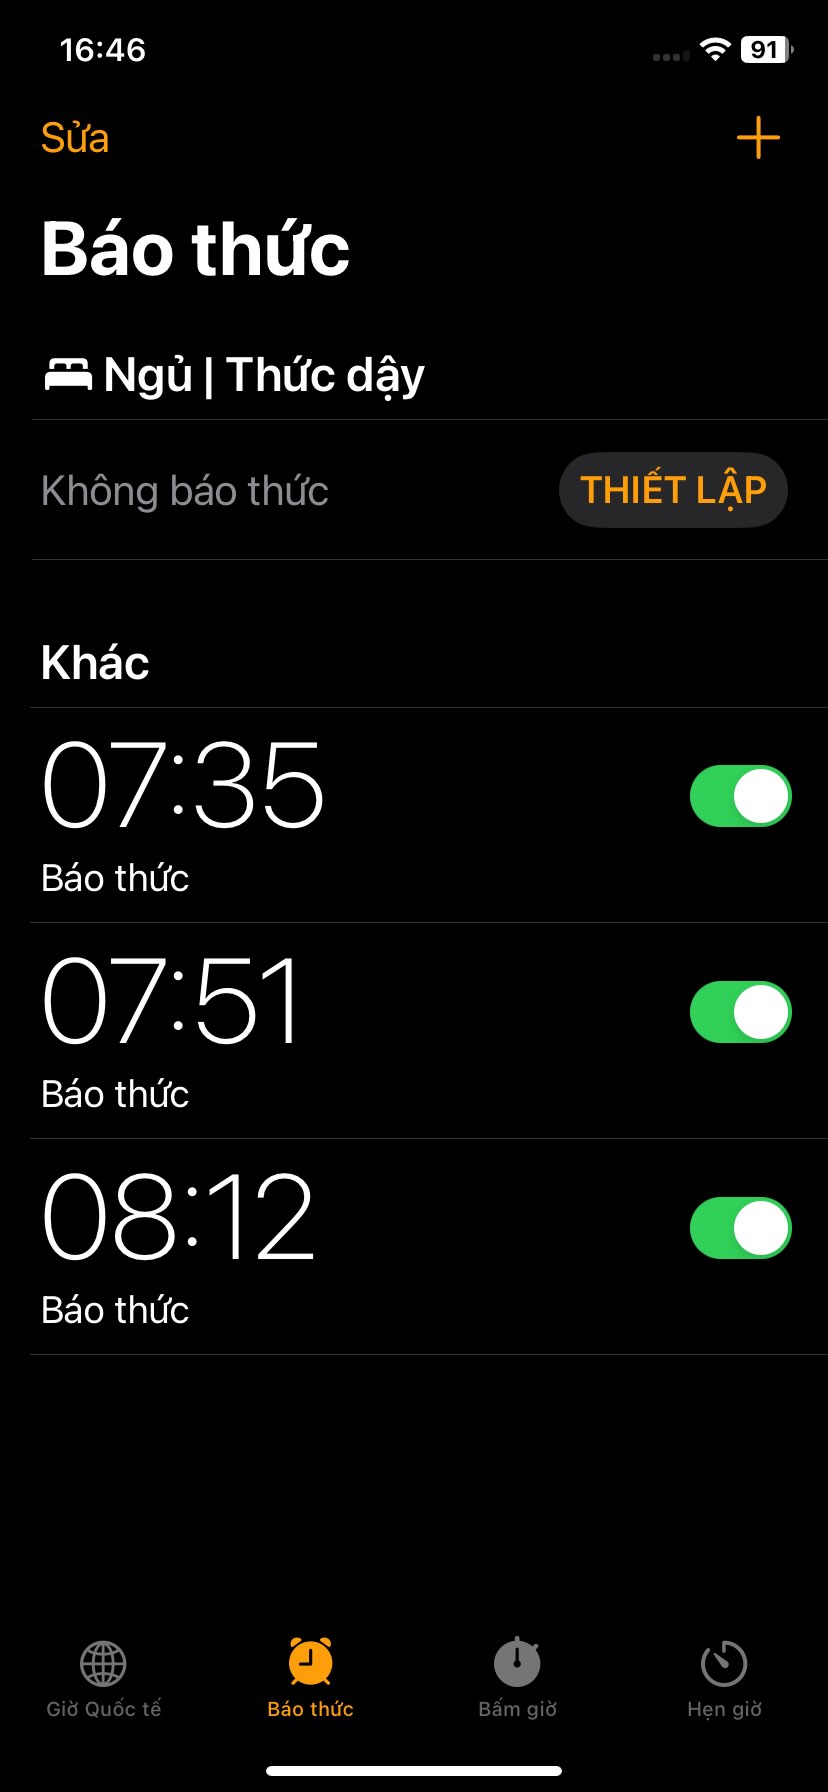 16:46
91
Sửa
Báo thức
Ngủ | Thức dậy
Không báo thức
THIẾT LẬP
Khác
07:35
Báo thức
07:51
Báo thức
08:12
Báo thức
Giờ Quốc tế
Báo thức
Bấm giờ
Hẹn giờ